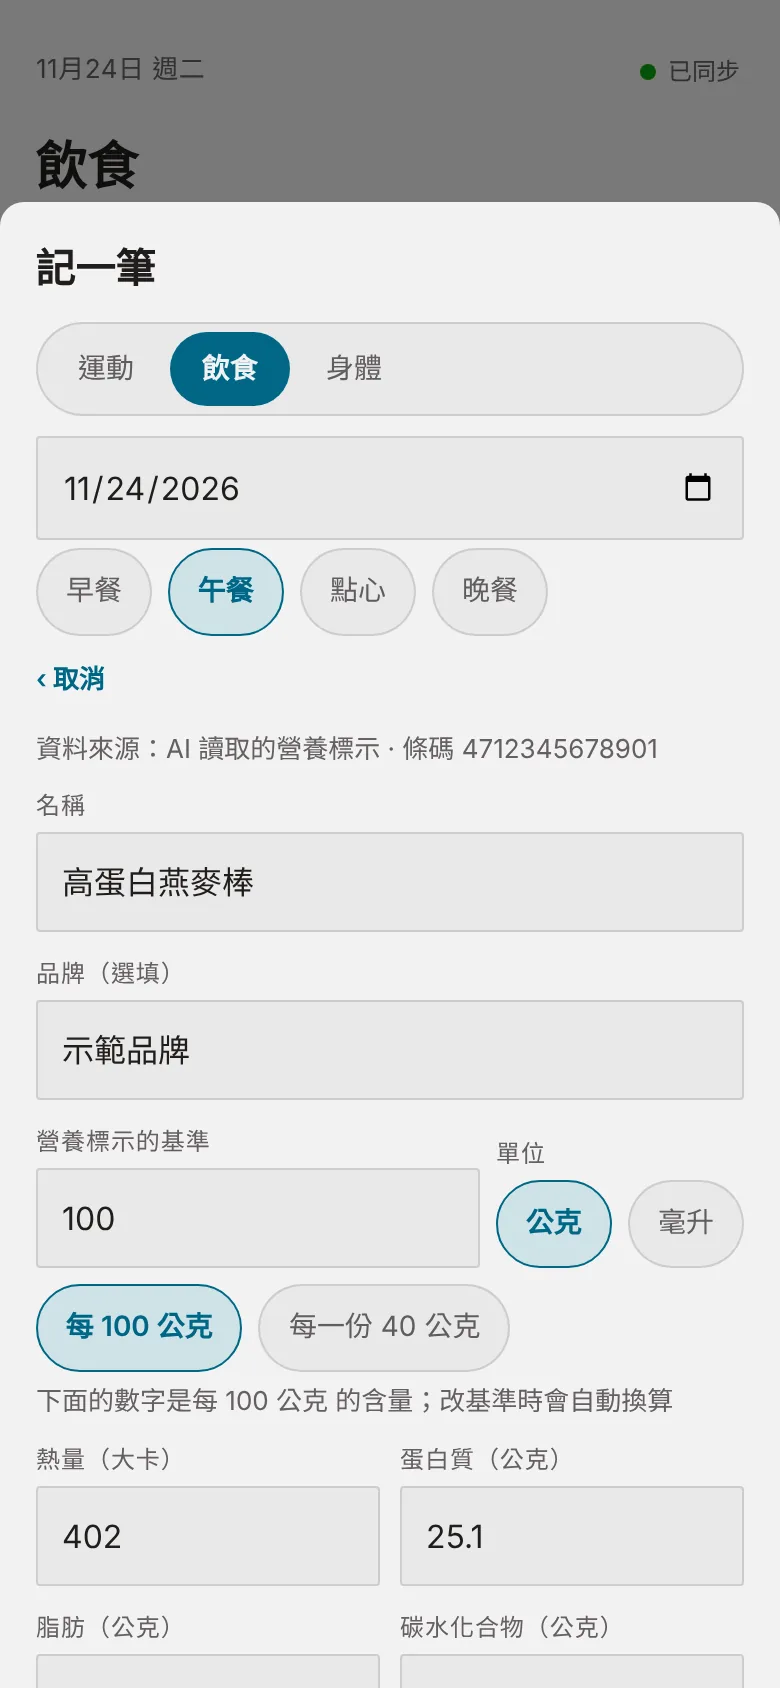 11月24日 週二
已同步
飲食
記一筆
運動 飲食 身體
11/24/2026
早餐 午餐 點心 晚餐
‹ 取消
資料來源：AI 讀取的營養標示 · 條碼 4712345678901
名稱
高蛋白燕麥棒
品牌（選填）
示範品牌
營養標示的基準 單位
100 公克 毫升
每 100 公克 每一份 40 公克
下面的數字是每 100 公克 的含量；改基準時會自動換算
熱量（大卡） 蛋白質（公克）
402 25.1
脂肪（公克） 碳水化合物（公克）